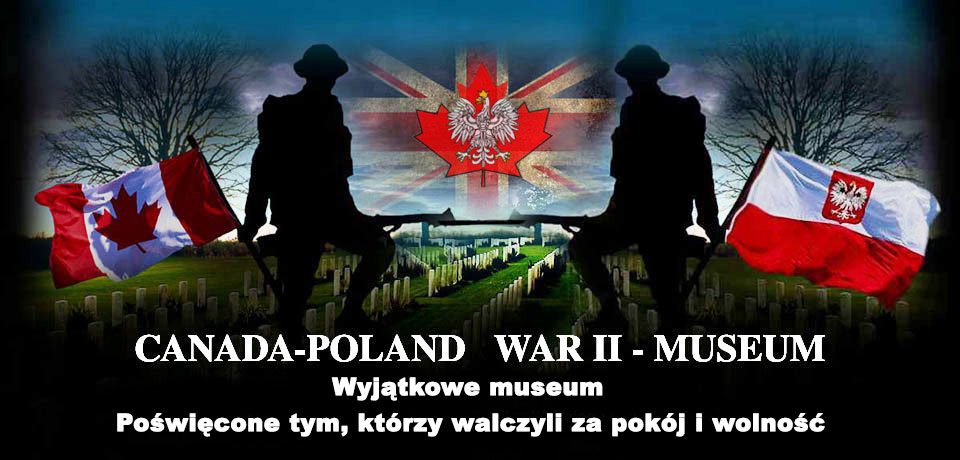 CANADA-POLAND WAR II - MUSEUM
Wyjątkowe museum
Poświęcone tym, którzy walczyli za pokój i wolność